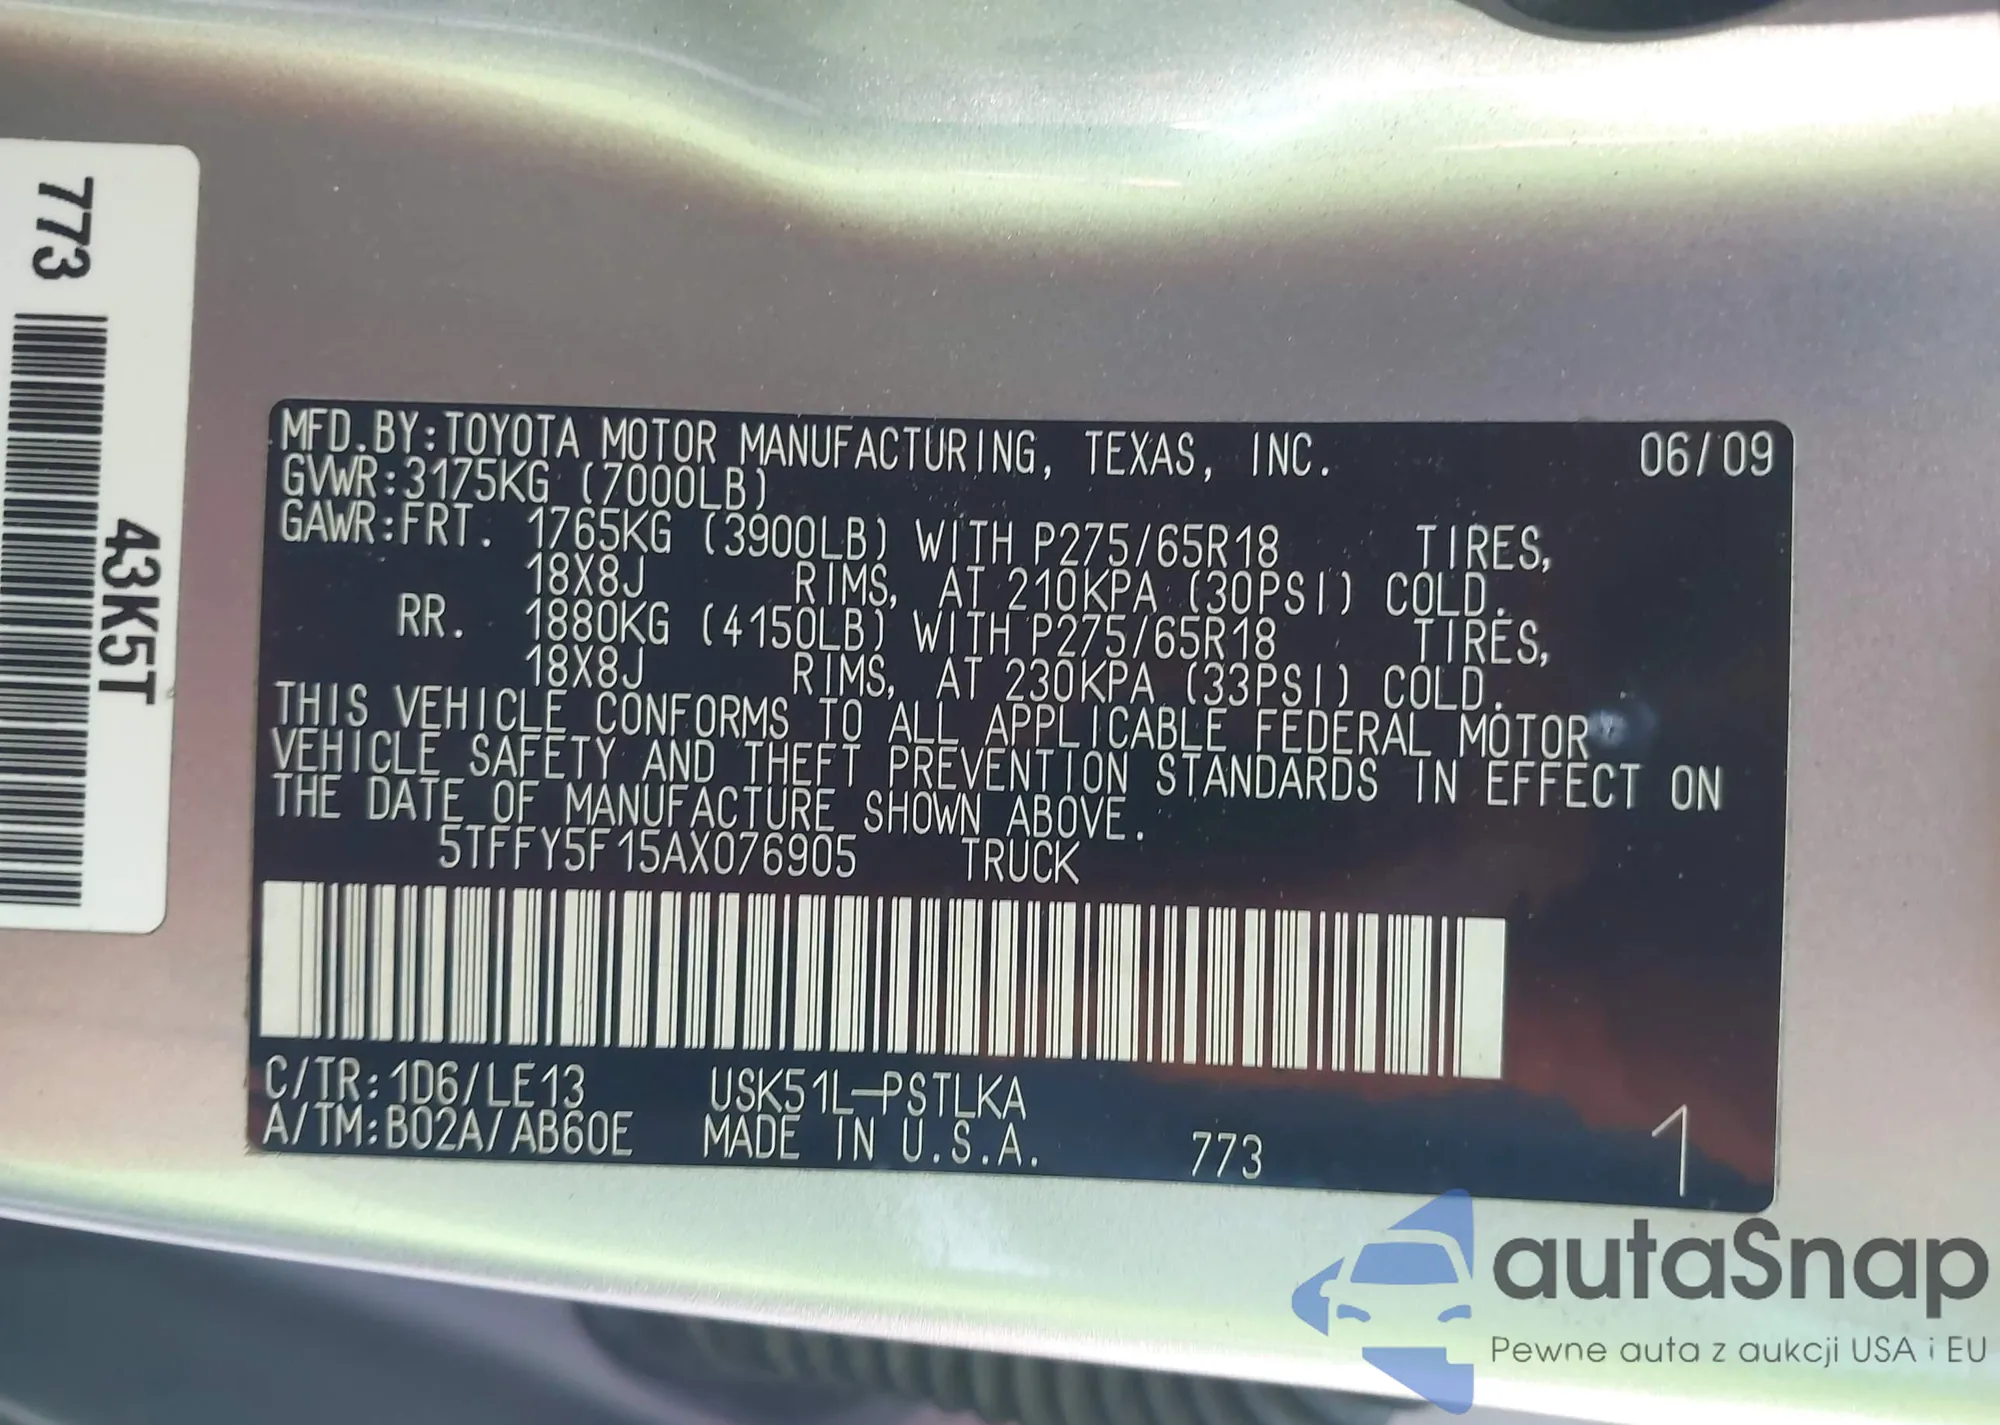 773
43K5T
MFD.BY:TOYOTA MOTOR MANUFACTURING, TEXAS, INC. 06/09
GVWR:3175KG (7000LB)
GAWR:FRT. 1765KG (3900LB) WITH P275/65R18 TIRES,
18X8J RIMS, AT 210KPA (30PSI) COLD.
RR. 1880KG (4150LB) WITH P275/65R18 TIRES,
18X8J RIMS, AT 230KPA (33PSI) COLD.
THIS VEHICLE CONFORMS TO ALL APPLICABLE FEDERAL MOTOR
VEHICLE SAFETY AND THEFT PREVENTION STANDARDS IN EFFECT ON
THE DATE OF MANUFACTURE SHOWN ABOVE.
5TFFY5F15AX076905 TRUCK
C/TR:1D6/LE13 USK51L-PSTLKA
A/TM:B02A/AB60E MADE IN U.S.A. 773 1
autaSnap
Pewne auta z aukcji USA i EU